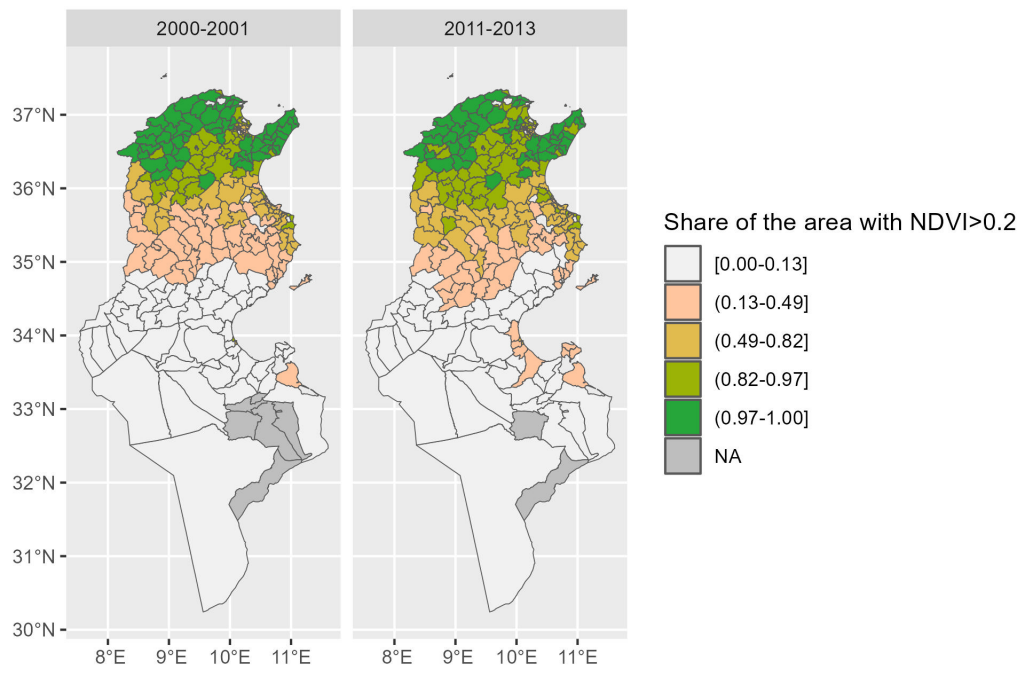 2000-2001
2011-2013
37°N
36°N
35°N
34°N
33°N
32°N
31°N
30°N
8°E 9°E 10°E 11°E
8°E 9°E 10°E 11°E
Share of the area with NDVI>0.2
[0.00-0.13]
(0.13-0.49]
(0.49-0.82]
(0.82-0.97]
(0.97-1.00]
NA